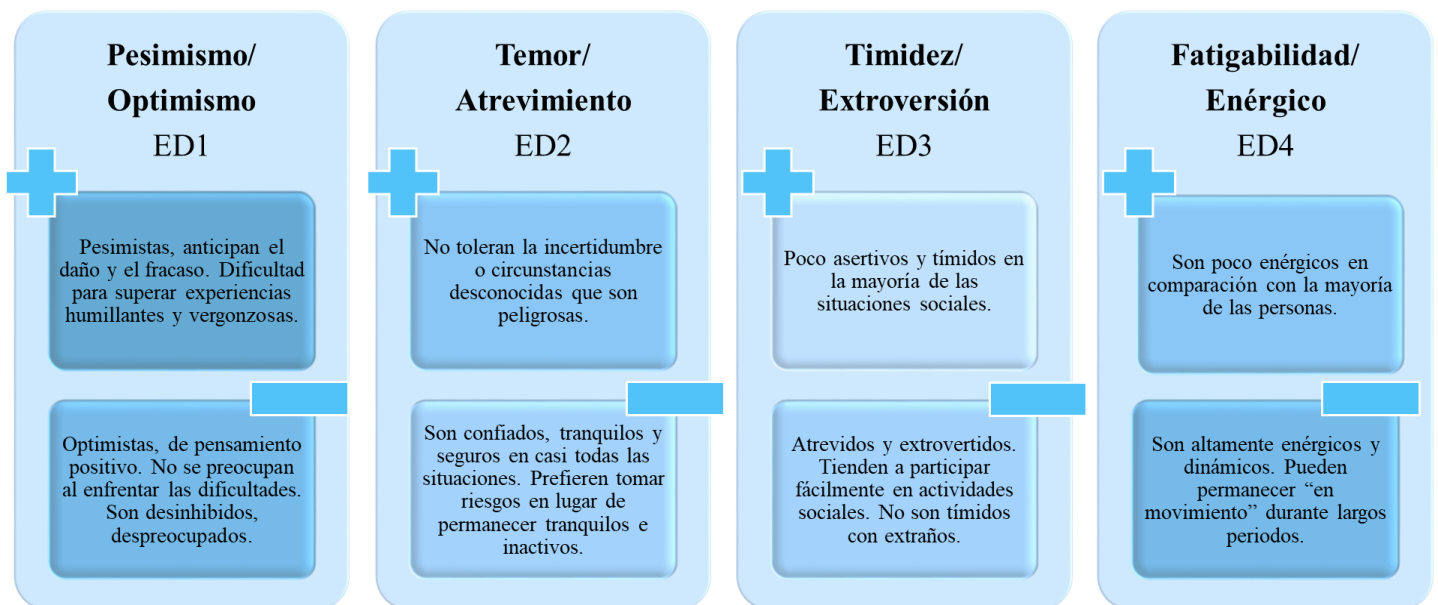 Pesimismo/
Optimismo
ED1
Pesimistas, anticipan el
daño y el fracaso. Dificultad
para superar experiencias
humillantes y vergonzosas.
Optimistas, de pensamiento
positivo. No se preocupan
al enfrentar las dificultades.
Son desinhibidos,
despreocupados.
Temor/
Atrevimiento
ED2
No toleran la incertidumbre
o circunstancias
desconocidas que son
peligrosas.
Son confiados, tranquilos y
seguros en casi todas las
situaciones. Prefieren tomar
riesgos en lugar de
permanecer tranquilos e
inactivos.
Timidez/
Extroversión
ED3
Poco asertivos y tímidos en
la mayoría de las
situaciones sociales.
Atrevidos y extrovertidos.
Tienden a participar
fácilmente en actividades
sociales. No son tímidos
con extraños.
Fatigabilidad/
Enérgico
ED4
Son poco enérgicos en
comparación con la mayoría
de las personas.
Son altamente enérgicos y
dinámicos. Pueden
permanecer “en
movimiento” durante largos
periodos.